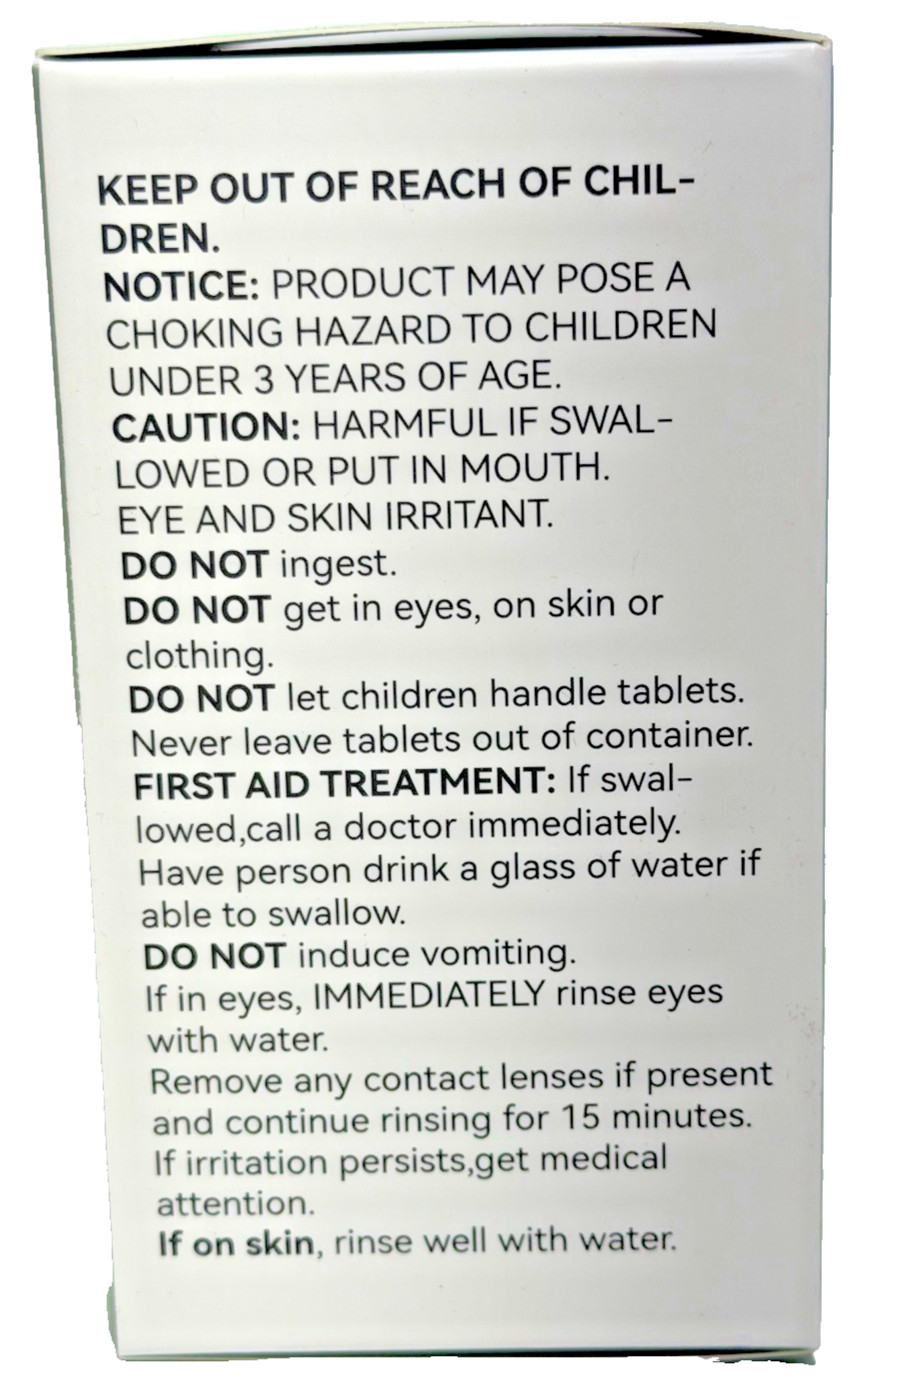 KEEP OUT OF REACH OF CHIL-
DREN.
NOTICE: PRODUCT MAY POSE A
CHOKING HAZARD TO CHILDREN
UNDER 3 YEARS OF AGE.
CAUTION: HARMFUL IF SWAL-
LOWED OR PUT IN MOUTH.
EYE AND SKIN IRRITANT.
DO NOT ingest.
DO NOT get in eyes, on skin or
clothing.
DO NOT let children handle tablets.
Never leave tablets out of container.
FIRST AID TREATMENT: If swal-
lowed,call a doctor immediately.
Have person drink a glass of water if
able to swallow.
DO NOT induce vomiting.
If in eyes, IMMEDIATELY rinse eyes
with water.
Remove any contact lenses if present
and continue rinsing for 15 minutes.
If irritation persists,get medical
attention.
If on skin, rinse well with water.